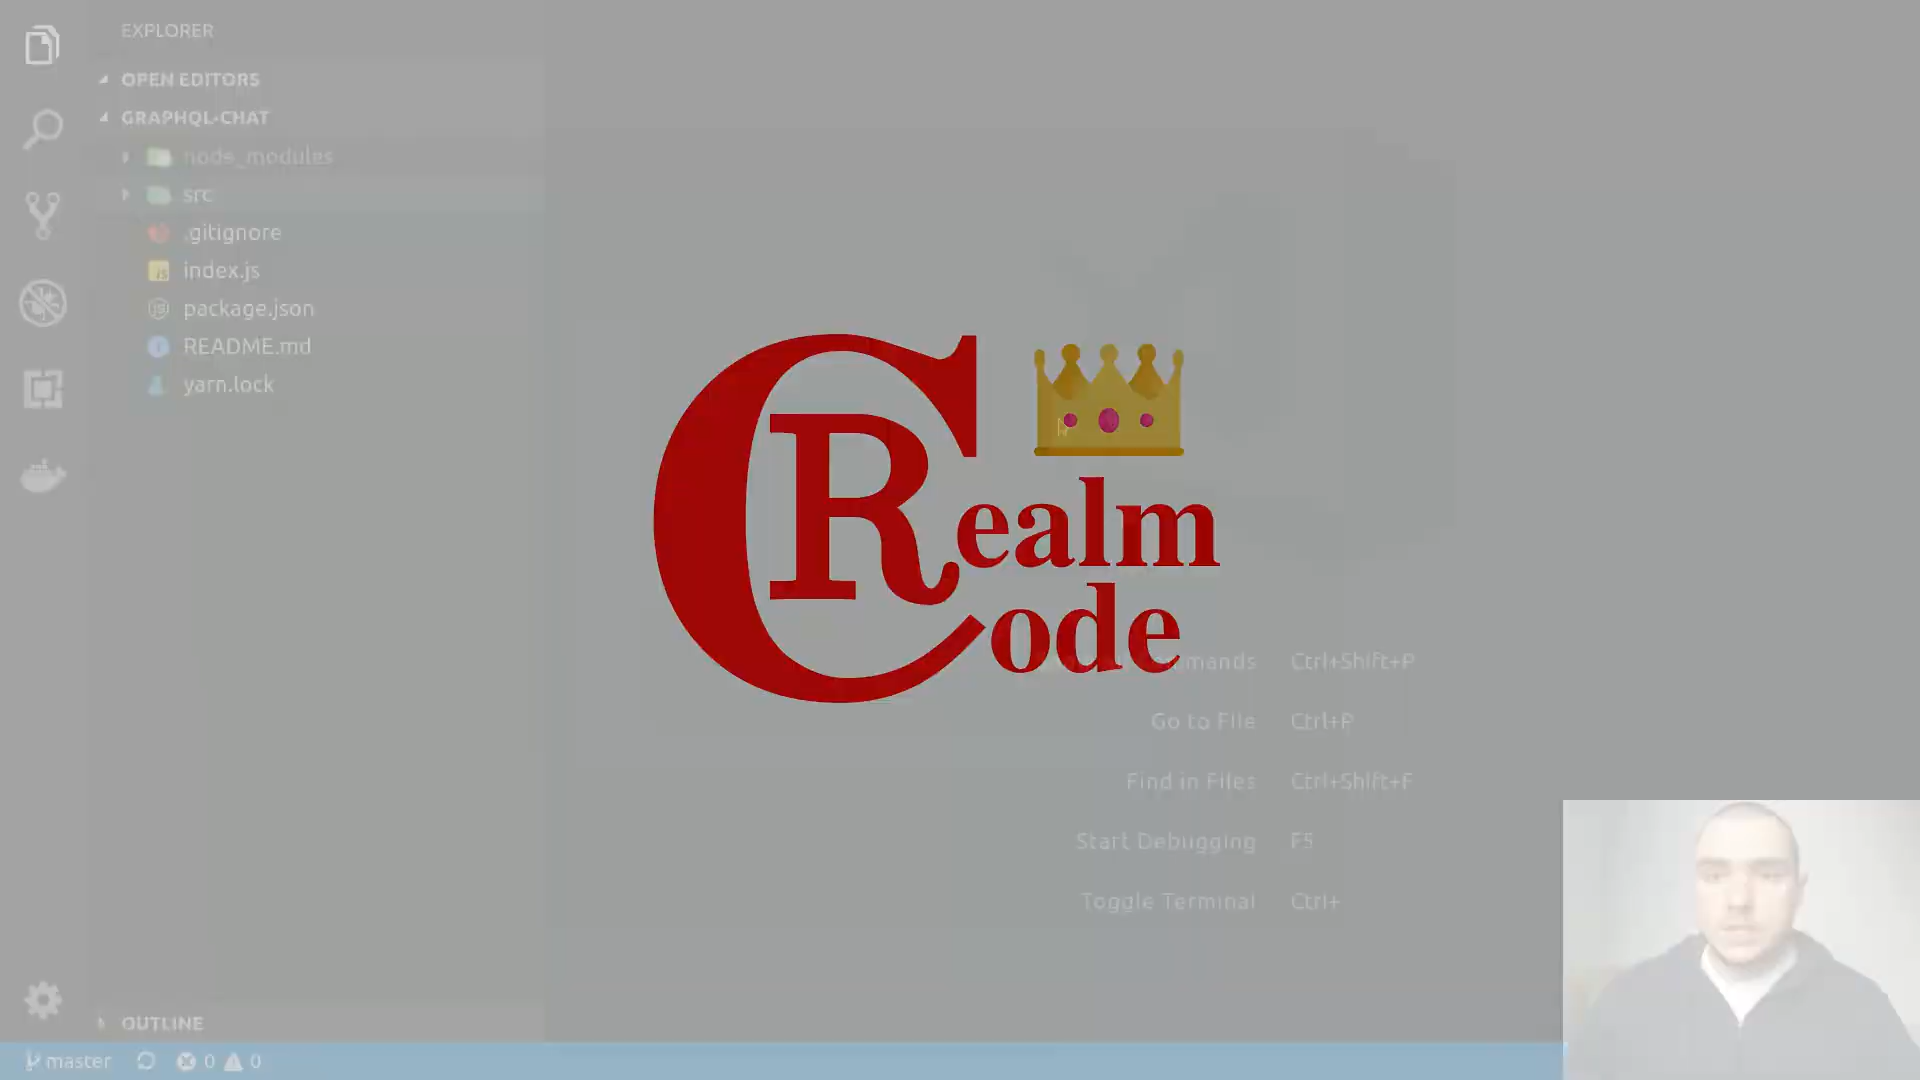 EXPLORER
OPEN EDITORS
GRAPHQL-CHAT
node_modules
src
.gitignore
index.js
package.json
README.md
yarn.lock
Realm
Code
mands Ctrl+Shift+P
Go to File Ctrl+P
Find in Files Ctrl+Shift+F
Start Debugging F5
Toggle Terminal Ctrl+
OUTLINE
master 0 0